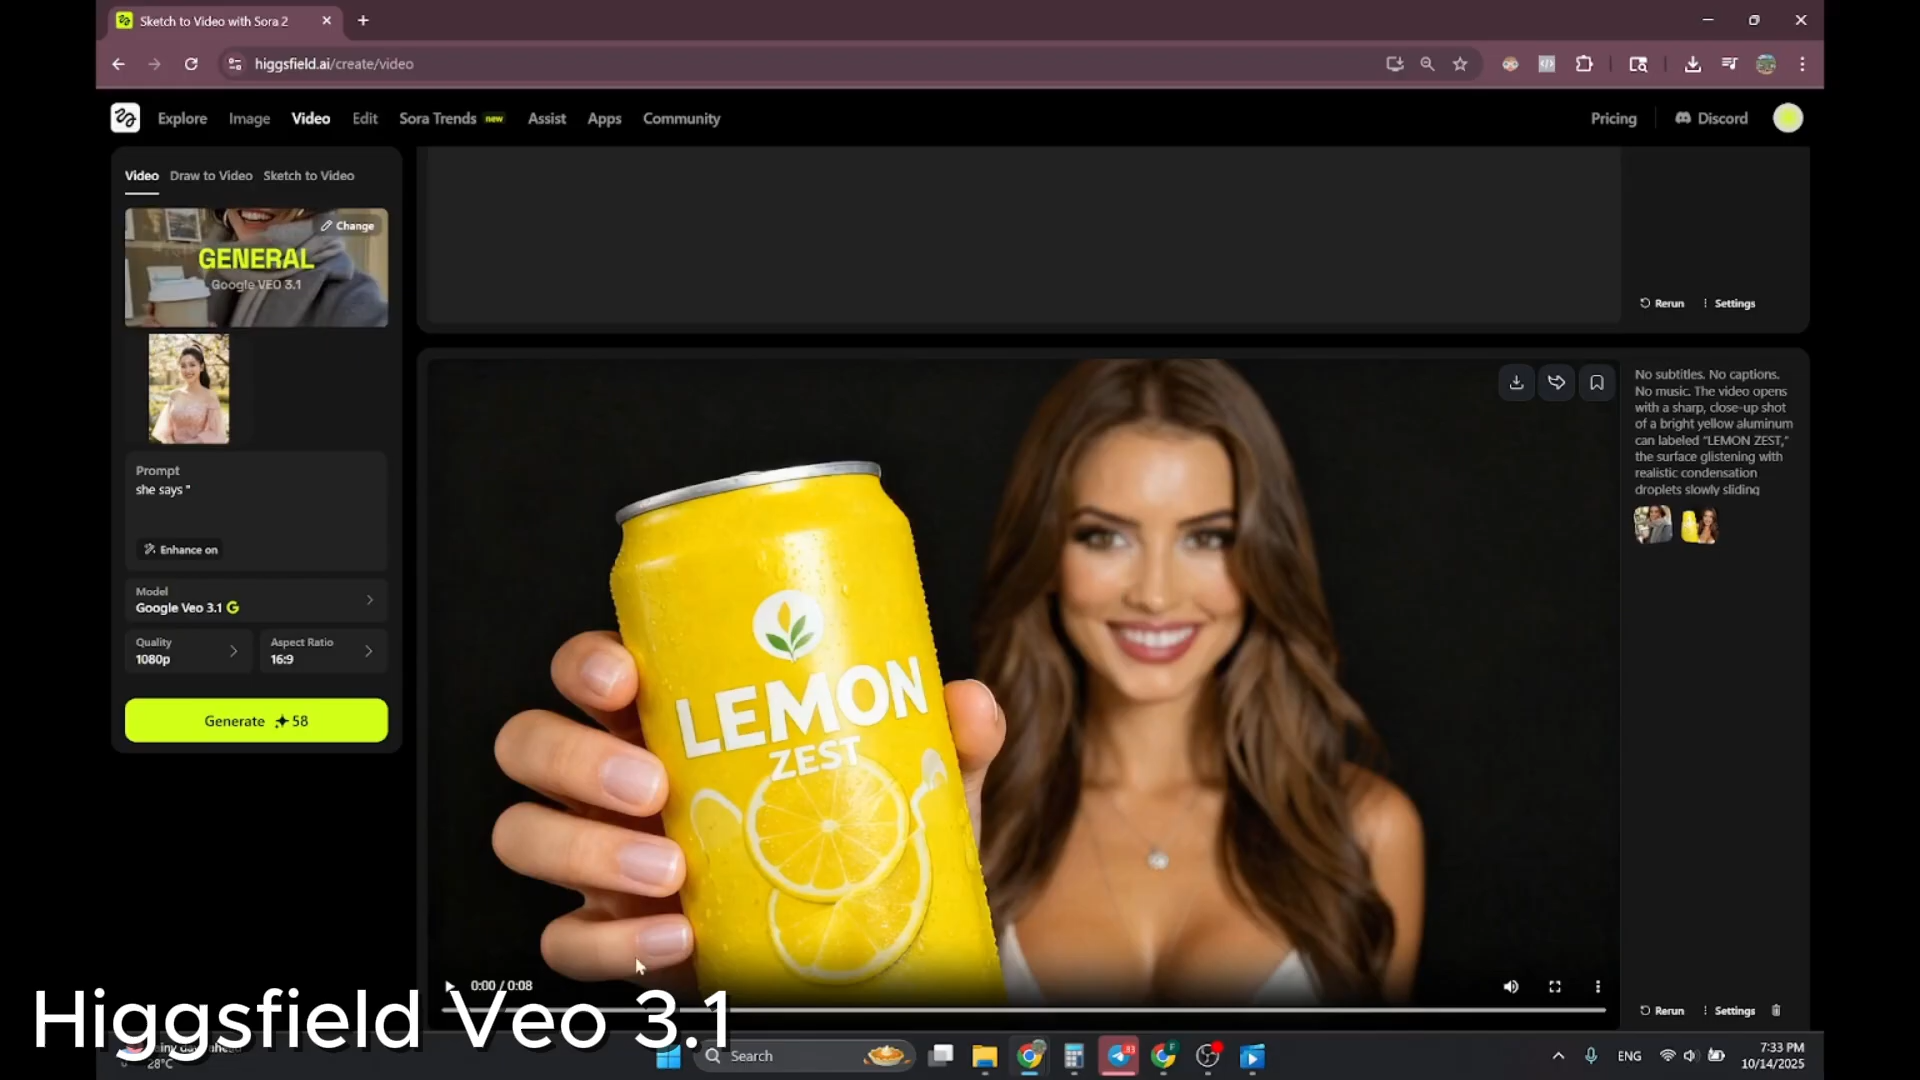 Sketch to Video with Sora 2
higgsfield.ai/create/video
Explore
Image
Video
Edit
Sora Trends new
Assist
Apps
Community
Pricing
Discord
Video
Draw to Video
Sketch to Video
Change
GENERAL
Google VEO 3.1
Prompt
she says "
Enhance on
Model
Google Veo 3.1 G
Quality
1080p
Aspect Ratio
16:9
Generate 58
Rerun
Settings
LEMON
ZEST
0:00 / 0:08
No subtitles. No captions.
No music. The video opens
with a sharp, close-up shot
of a bright yellow aluminum
can labeled “LEMON ZEST,”
the surface glistening with
realistic condensation
droplets slowly sliding
Rerun
Settings
Higgsfield Veo 3.1
28°C
Search
ENG
7:33 PM
10/14/2025